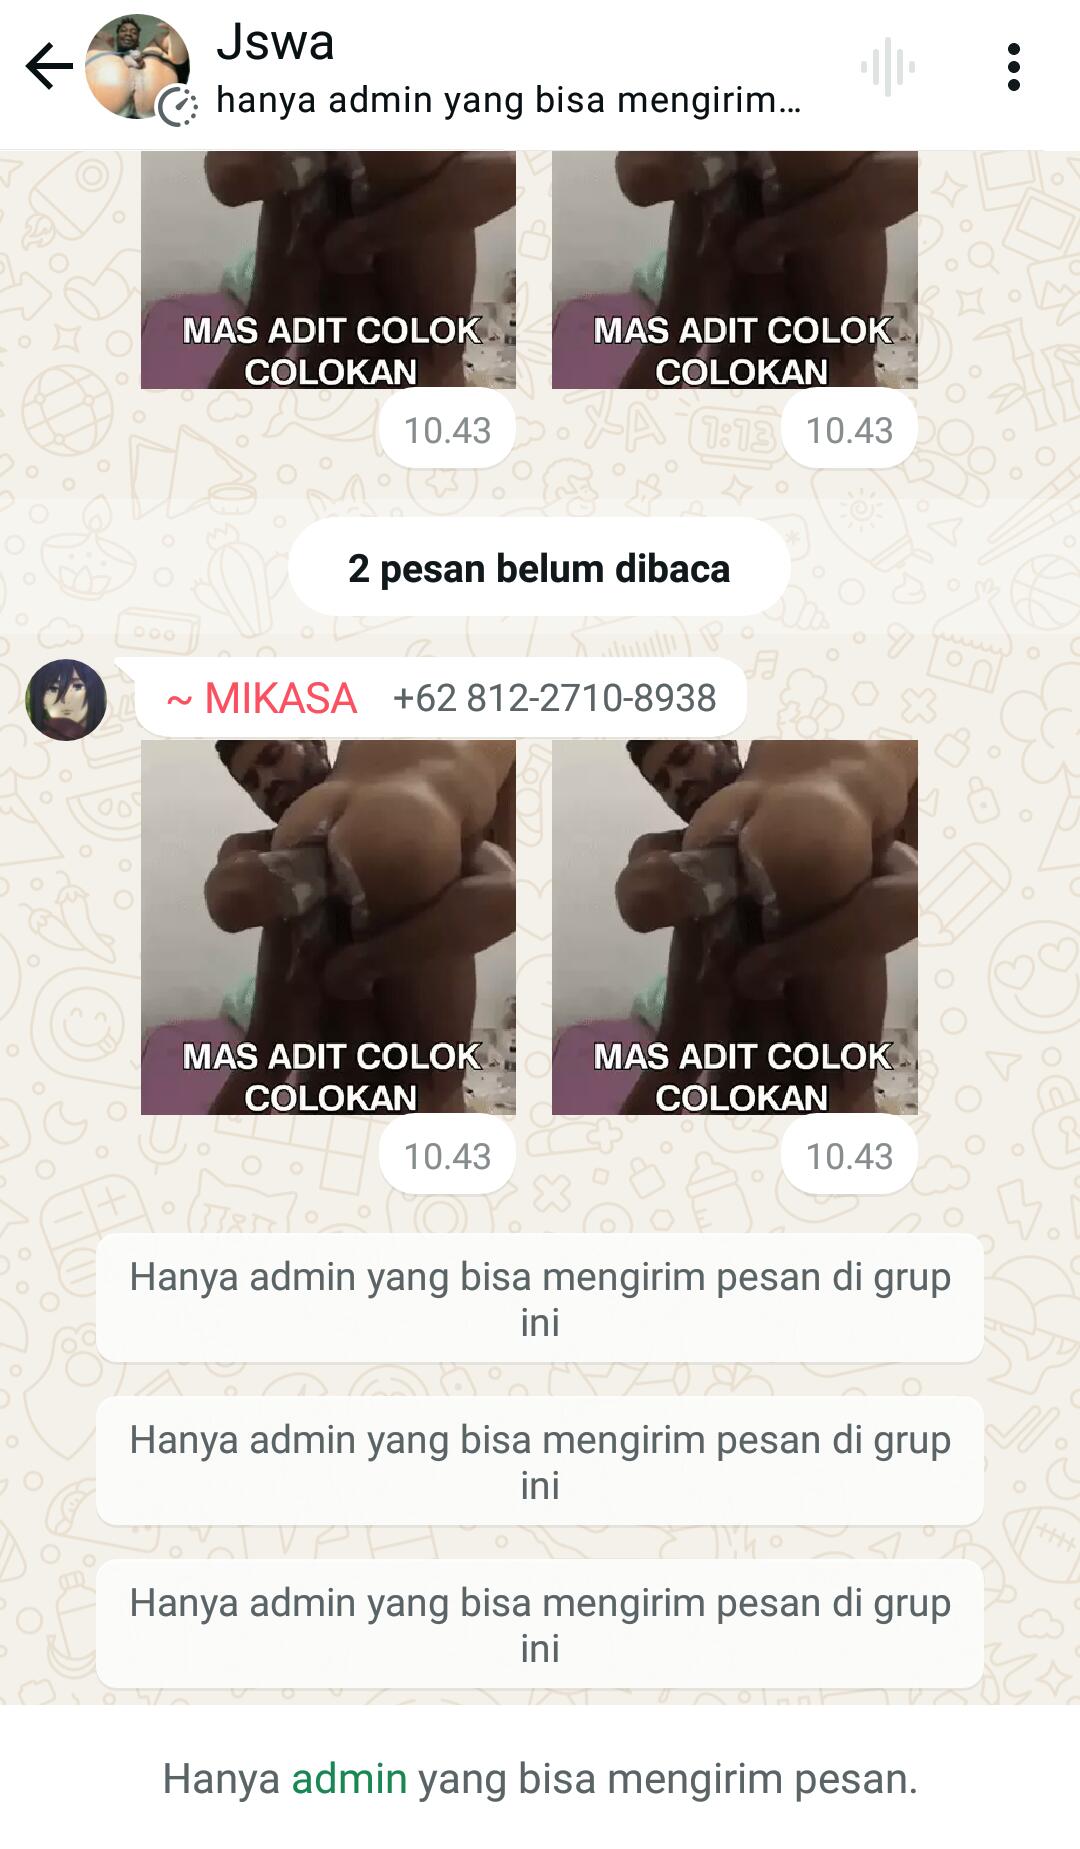 Jswa
hanya admin yang bisa mengirim...
MAS ADIT COLOK
COLOKAN
MAS ADIT COLOK
COLOKAN
10.43
10.43
2 pesan belum dibaca
~ MIKASA +62 812-2710-8938
MAS ADIT COLOK
COLOKAN
MAS ADIT COLOK
COLOKAN
10.43
10.43
Hanya admin yang bisa mengirim pesan di grup
ini
Hanya admin yang bisa mengirim pesan di grup
ini
Hanya admin yang bisa mengirim pesan di grup
ini
Hanya admin yang bisa mengirim pesan.